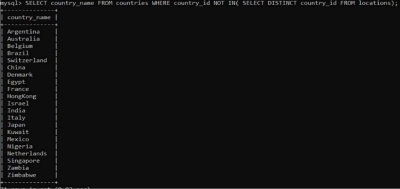 mysql> SELECT country_name FROM countries WHERE country_id NOT IN( SELECT DISTINCT country_id FROM locations);
+--------------+
| country_name |
+--------------+
| Argentina |
| Australia |
| Belgium |
| Brazil |
| Switzerland |
| China |
| Denmark |
| Egypt |
| France |
| HongKong |
| Israel |
| India |
| Italy |
| Japan |
| Kuwait |
| Mexico |
| Nigeria |
| Netherlands |
| Singapore |
| Zambia |
| Zimbabwe |
+--------------+